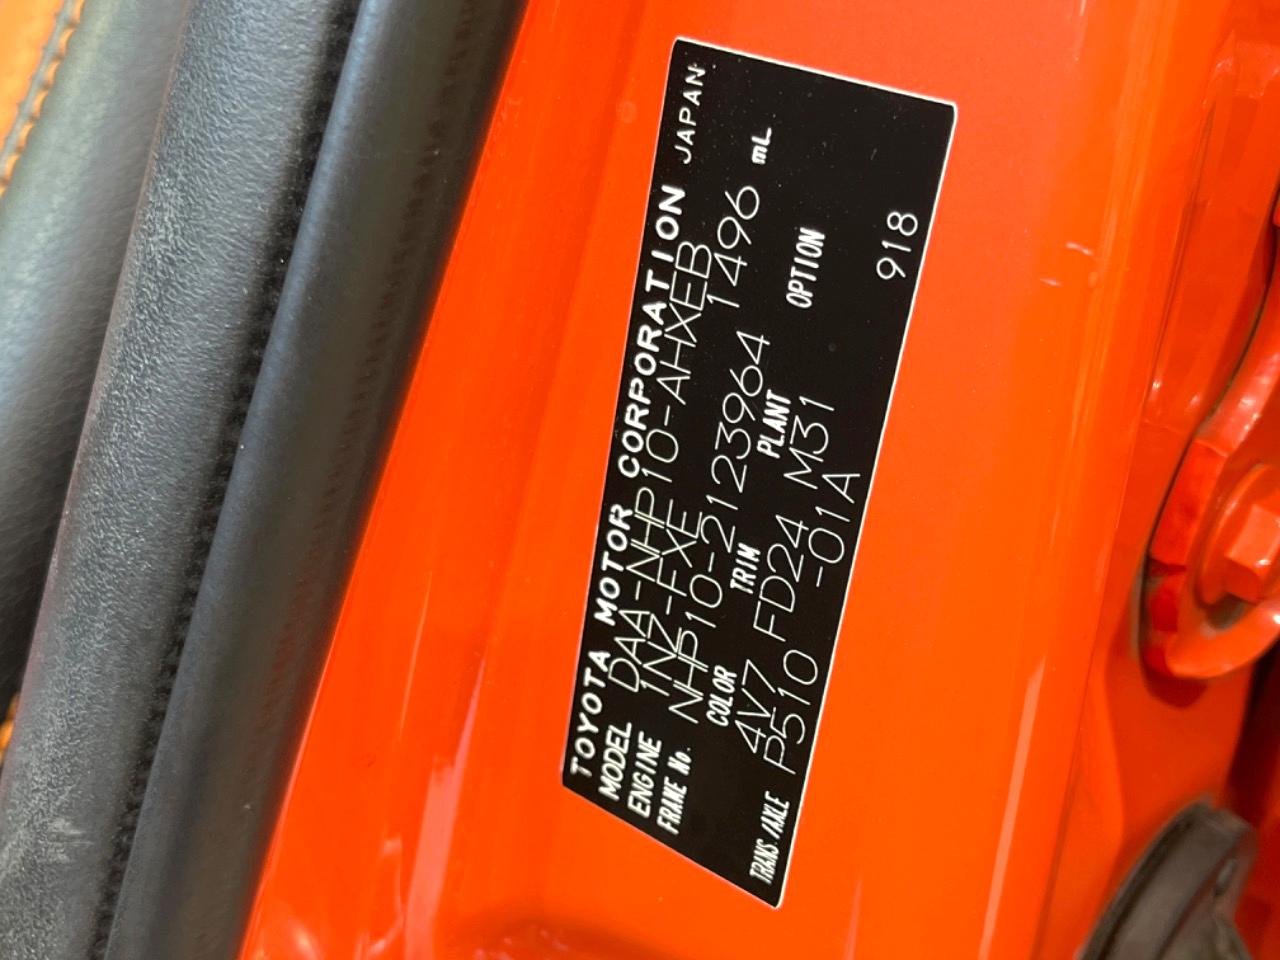 TOYOTA MOTOR CORPORATION JAPAN
MODEL DAA-NHP10-AHXEB
ENGINE 1NZ-FXE 1496 mL
FRAME No. NHP10-2123964
COLOR TRIM PLANT OPTION
4V7 FD24 M31
TRANS./AXLE P510 -01A 918